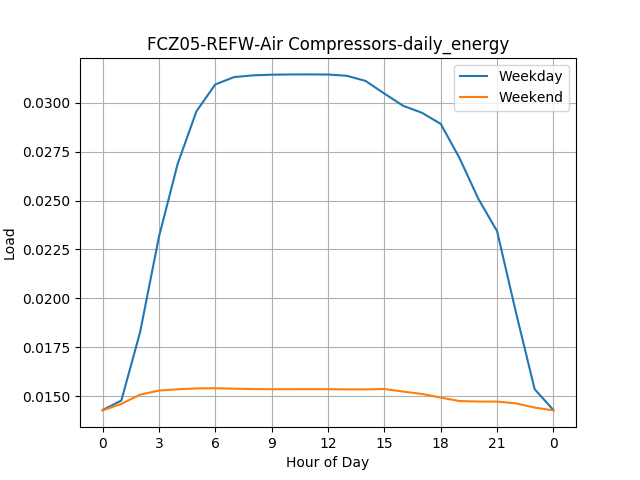 FCZ05-REFW-Air Compressors-daily_energy
Weekday
Weekend
0.0300
0.0275
0.0250
0.0225
0.0200
0.0175
0.0150
Load
0 3 6 9 12 15 18 21 0
Hour of Day